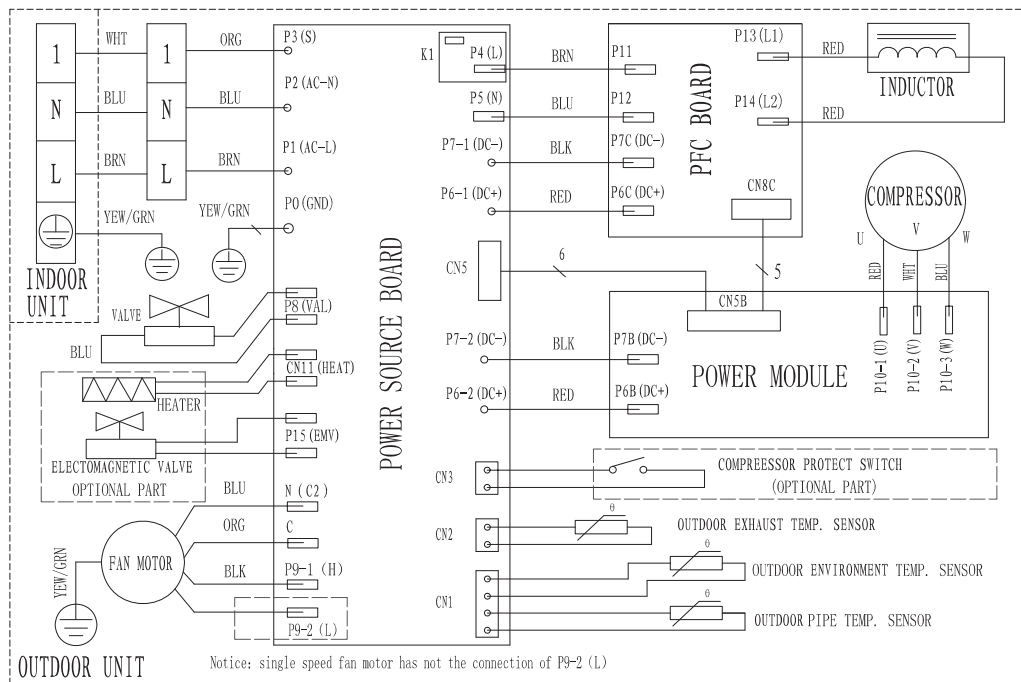 1
WHT
1
ORG
P3(S)
N
BLU
N
BLU
P2(AC-N)
L
BRN
L
BRN
P1(AC-L)
YEW/GRN
YEW/GRN
P0(GND)
INDOOR
UNIT
VALVE
BLU
P8(VAL)
CN11(HEAT)
HEATER
P15(EMV)
ELECTOMAGNETIC VALVE
OPTIONAL PART
BLU
N(C2)
ORG
C
BLK
P9-1 (H)
P9-2 (L)
FAN MOTOR
YEW/GRN
OUTDOOR UNIT
POWER SOURCE BOARD
K1
P4(L)
P5(N)
P7-1(DC-)
P6-1(DC+)
CN5
P7-2(DC-)
P6-2(DC+)
CN3
CN2
CN1
BRN
BLU
BLK
RED
6
BLK
RED
P11
P12
P7C(DC-)
P6C(DC+)
PFC BOARD
P13(L1)
P14(L2)
CN8C
5
RED
RED
INDUCTOR
COMPRESSOR
U
V
W
RED
WHT
BLU
P10-1(U)
P10-2(V)
P10-3(W)
CN5B
P7B(DC-)
P6B(DC+)
POWER MODULE
COMPREESSOR PROTECT SWITCH
(OPTIONAL PART)
θ
OUTDOOR EXHAUST TEMP. SENSOR
θ
OUTDOOR ENVIRONMENT TEMP. SENSOR
θ
OUTDOOR PIPE TEMP. SENSOR
Notice: single speed fan motor has not the connection of P9-2 (L)